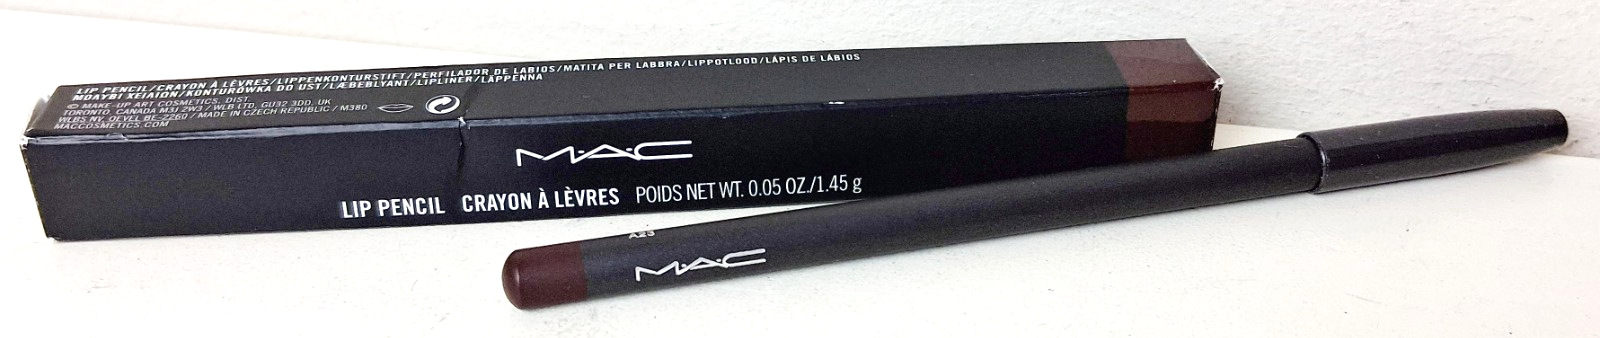 LIP PENCIL/CRAYON À LÈVRES/LIPPENKONTURSTIFT/PERFILADOR DE LABIOS/MATITA PER LABBRA/LIPPOTLOOD/LÁPIS DE LÁBIOS
ΜΟΛΥΒΙ ΧΕΙΛΙΩΝ/KONTURÓWKA DO UST/LÆBEBLYANT/LIPLINER/LÄPPENNA
© MAKE-UP ART COSMETICS, DIST.
TORONTO, CANADA M3J 2W3 / WLB LTD, GU32 3DD, UK
WLBS NV, OEVEL BE-2260 / MADE IN CZECH REPUBLIC / M380
MACCOSMETICS.COM
M·A·C
LIP PENCIL CRAYON À LÈVRES POIDS NET WT. 0.05 OZ./1.45 g
A23
M·A·C